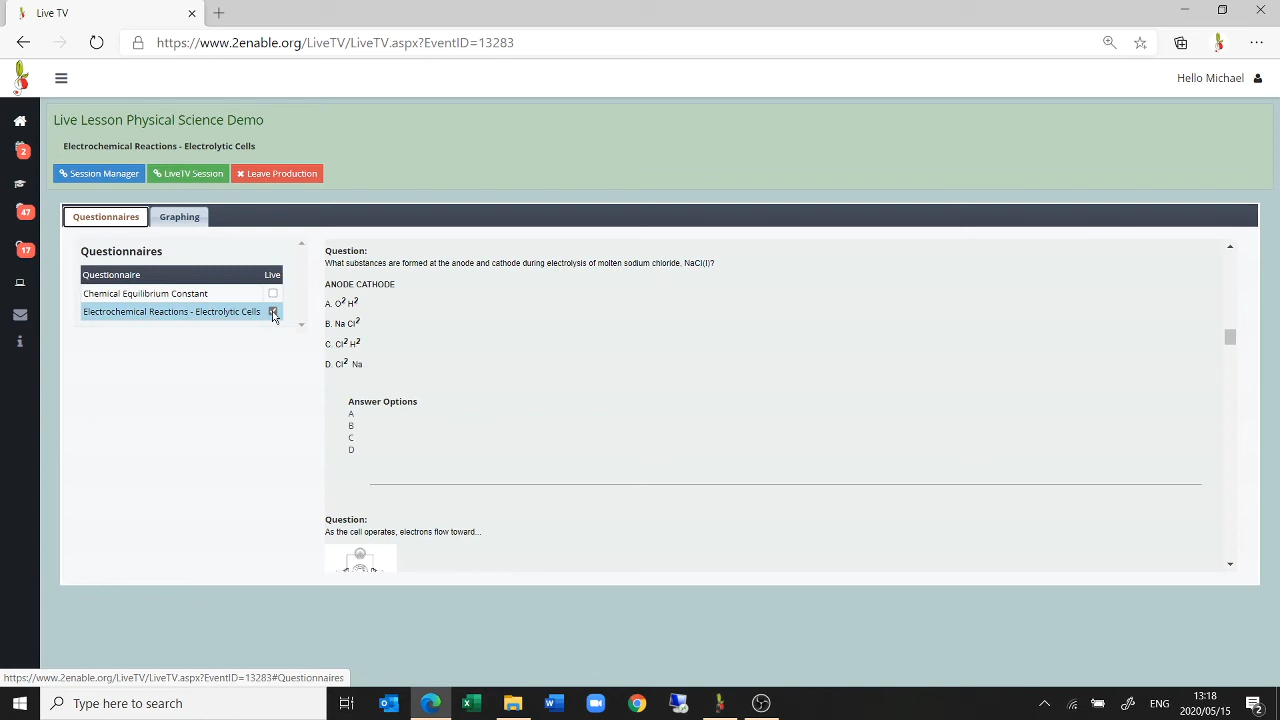 Live TV
https://www.2enable.org/LiveTV/LiveTV.aspx?EventID=13283
Hello Michael
Live Lesson Physical Science Demo
Electrochemical Reactions - Electrolytic Cells
Session Manager LiveTV Session Leave Production
2
47
17
Questionnaires Graphing
Questionnaires
Questionnaire Live
Chemical Equilibrium Constant
Electrochemical Reactions - Electrolytic Cells
Question:
What substances are formed at the anode and cathode during electrolysis of molten sodium chloride, NaCl(l)?
ANODE CATHODE
A. O² H²
B. Na Cl²
C. Cl² H²
D. Cl² Na
Answer Options
A
B
C
D
Question:
As the cell operates, electrons flow toward...
https://www.2enable.org/LiveTV/LiveTV.aspx?EventID=13283#Questionnaires
Type here to search
ENG
13:18
2020/05/15
2